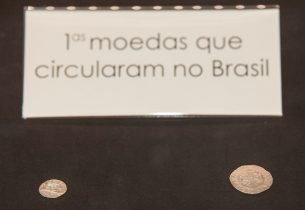 1as moedas que
circularam no Brasil